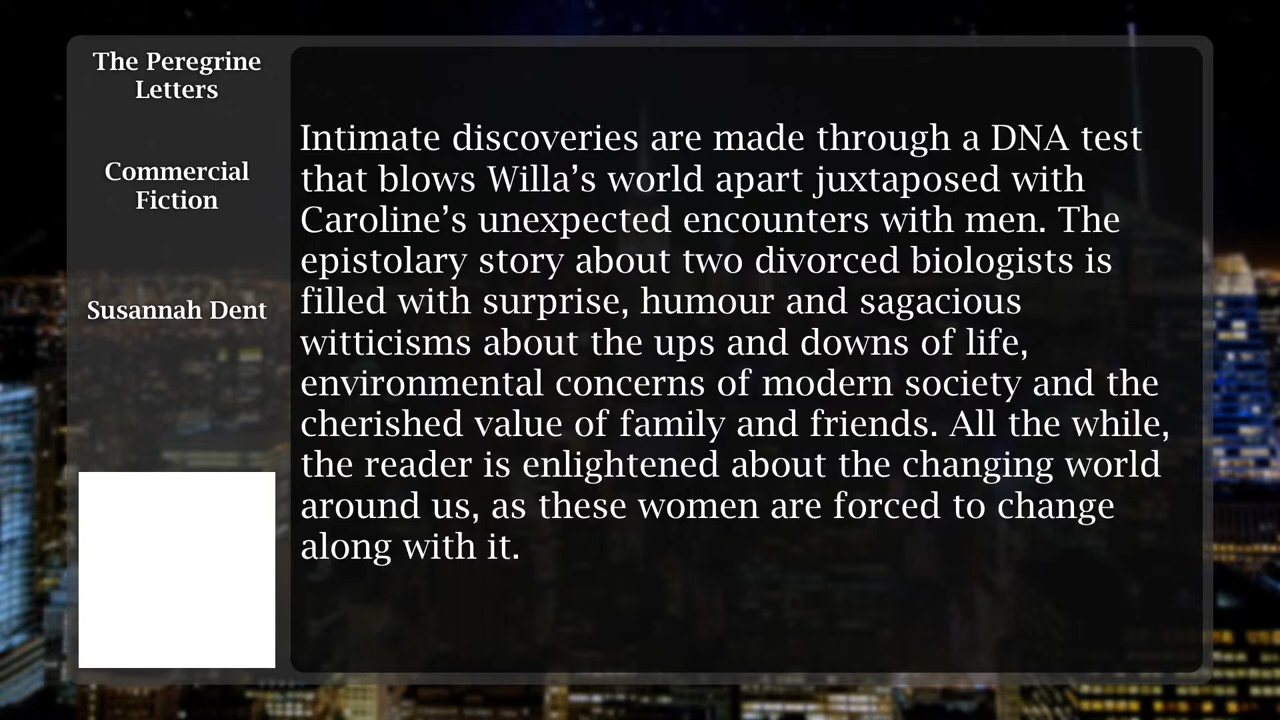 The Peregrine
Letters
Commercial
Fiction
Susannah Dent
Intimate discoveries are made through a DNA test
that blows Willa’s world apart juxtaposed with
Caroline’s unexpected encounters with men. The
epistolary story about two divorced biologists is
filled with surprise, humour and sagacious
witticisms about the ups and downs of life,
environmental concerns of modern society and the
cherished value of family and friends. All the while,
the reader is enlightened about the changing world
around us, as these women are forced to change
along with it.